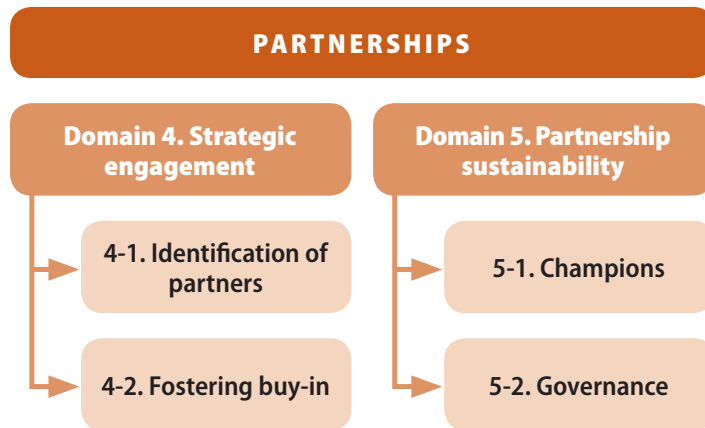 PARTNERSHIPS
Domain 4. Strategic
engagement
4-1. Identification of
partners
4-2. Fostering buy-in
Domain 5. Partnership
sustainability
5-1. Champions
5-2. Governance